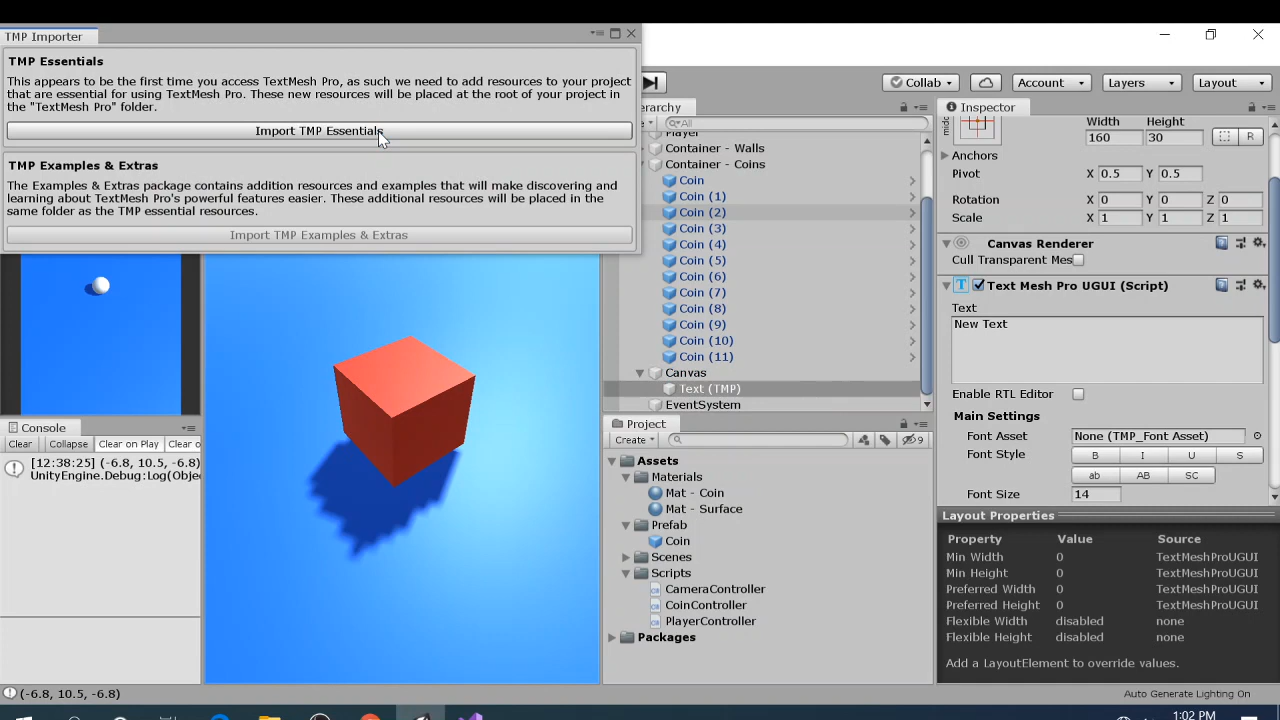 TMP Importer
TMP Essentials
This appears to be the first time you access TextMesh Pro, as such we need to add resources to your project
that are essential for using TextMesh Pro. These new resources will be placed at the root of your project in
the "TextMesh Pro" folder.
Import TMP Essentials
TMP Examples & Extras
The Examples & Extras package contains addition resources and examples that will make discovering and
learning about TextMesh Pro's powerful features easier. These additional resources will be placed in the
same folder as the TMP essential resources.
Import TMP Examples & Extras
Collab
Account
Layers
Layout
erarchy
All
Player
Container - Walls
Container - Coins
Coin
Coin (1)
Coin (2)
Coin (3)
Coin (4)
Coin (5)
Coin (6)
Coin (7)
Coin (8)
Coin (9)
Coin (10)
Coin (11)
Canvas
Text (TMP)
EventSystem
Project
Create
9
Assets
Materials
Mat - Coin
Mat - Surface
Prefab
Coin
Scenes
Scripts
CameraController
CoinController
PlayerController
Packages
Console
Clear Collapse Clear on Play Clear o
[12:38:25] (-6.8, 10.5, -6.8)
UnityEngine.Debug:Log(Objec
Inspector
Width Height
160 30
R
Anchors
Pivot X 0.5 Y 0.5
Rotation X 0 Y 0 Z 0
Scale X 1 Y 1 Z 1
Canvas Renderer
Cull Transparent Mes
T Text Mesh Pro UGUI (Script)
Text
New Text
Enable RTL Editor
Main Settings
Font Asset None (TMP_Font Asset)
Font Style B I U S
ab AB SC
Font Size 14
Layout Properties
Property Value Source
Min Width 0 TextMeshProUGUI
Min Height 0 TextMeshProUGUI
Preferred Width 0 TextMeshProUGUI
Preferred Height 0 TextMeshProUGUI
Flexible Width disabled none
Flexible Height disabled none
Add a LayoutElement to override values.
(-6.8, 10.5, -6.8)
Auto Generate Lighting On
1:02 PM